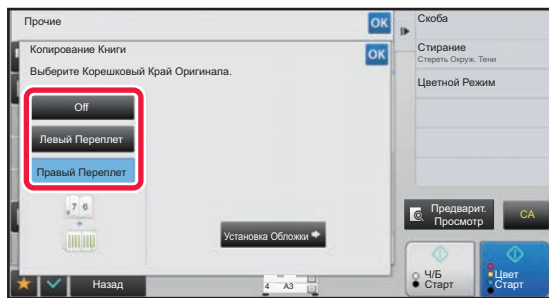 Прочие
OK
Копирование Книги
OK
Выберите Корешковый Край Оригинала.
Off
Левый Переплет
Правый Переплет
7 6
Установка Обложки
Назад
4 A3
Скоба
Стирание
Стереть Окруж. Тени
Цветной Режим
Предварит.
Просмотр
CA
Ч/Б
Старт
Цвет
Старт